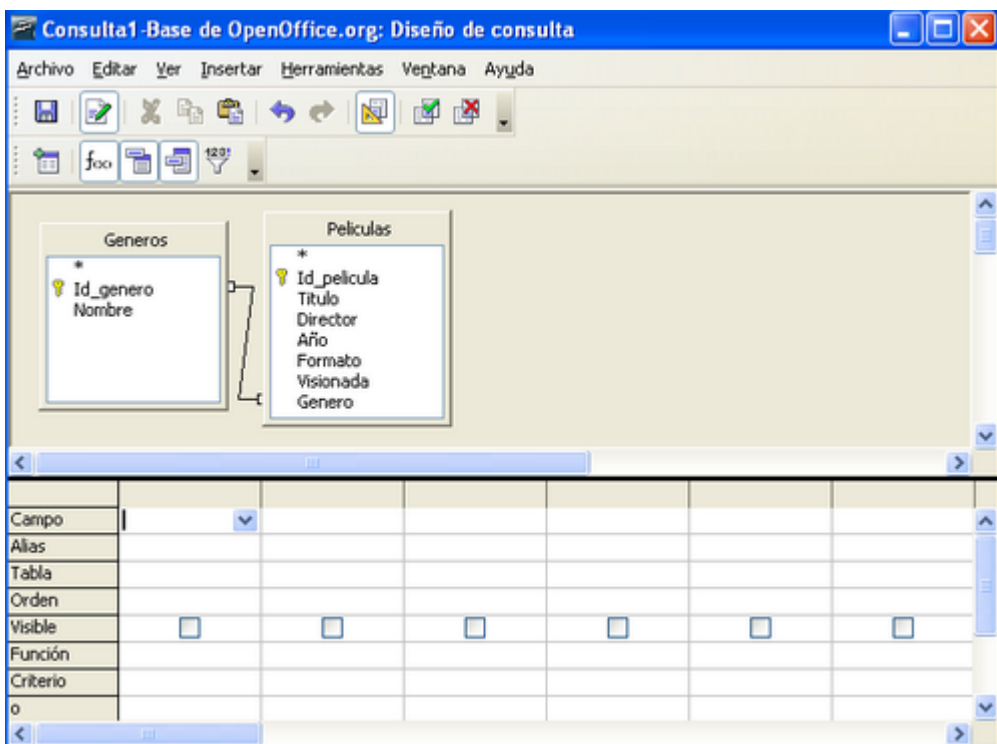 Consulta1-Base de OpenOffice.org: Diseño de consulta
Archivo Editar Ver Insertar Herramientas Ventana Ayuda
Generos
*
Id_genero
Nombre
Peliculas
*
Id_pelicula
Titulo
Director
Año
Formato
Visionada
Genero
Campo
Alias
Tabla
Orden
Visible
Función
Criterio
o